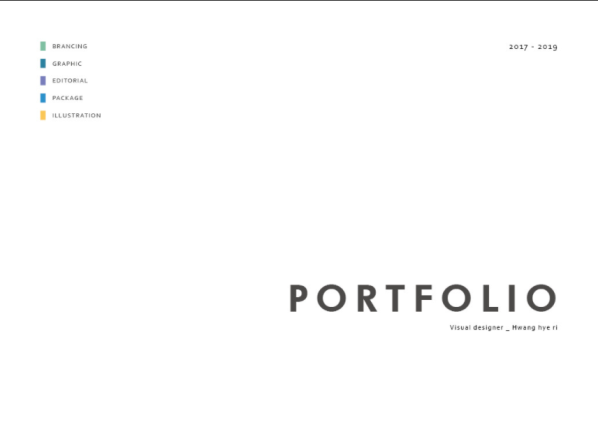 BRANCING
GRAPHIC
EDITORIAL
PACKAGE
ILLUSTRATION
2017 - 2019
PORTFOLIO
Visual designer _ Hwang hye ri